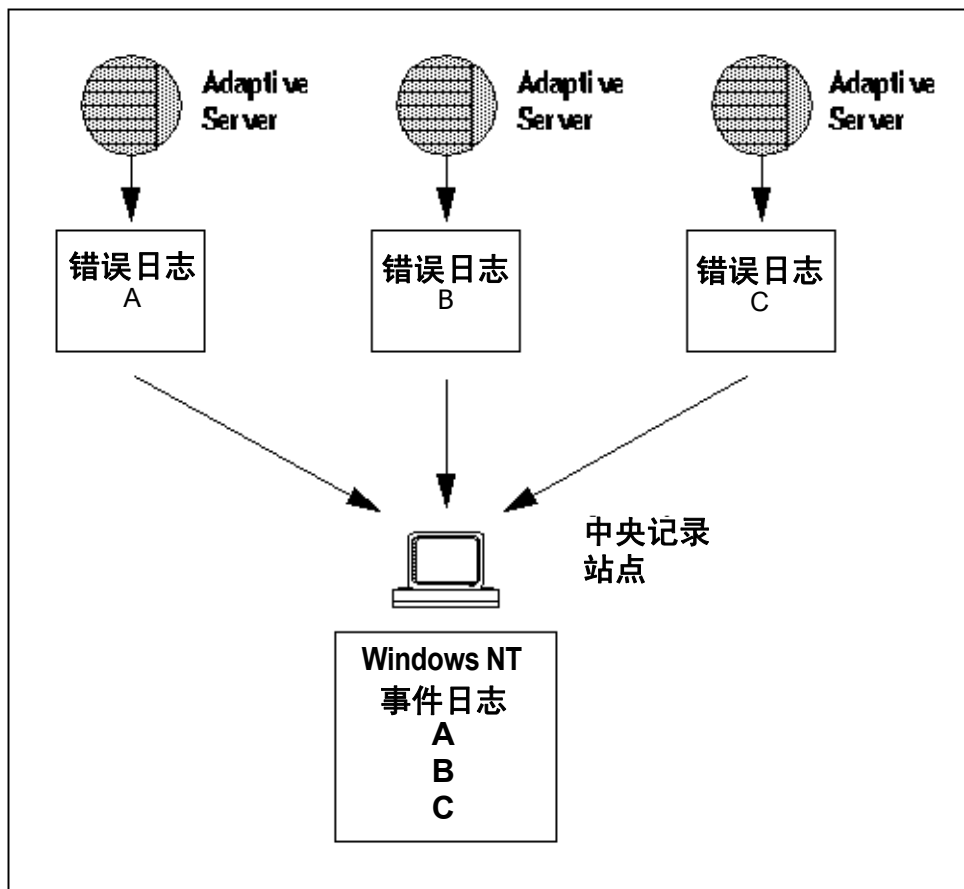 Adaptive
Server
Adaptive
Server
Adaptive
Server
错误日志
A
错误日志
B
错误日志
C
中央记录
站点
Windows NT
事件日志
A
B
C